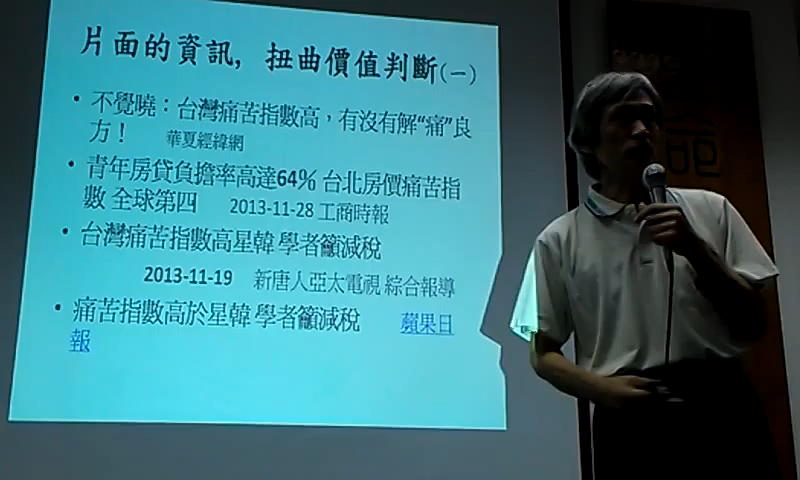 片面的資訊，扭曲價值判斷(一)
• 不覺曉：台灣痛苦指數高，有沒有解“痛”良
方！ 華夏經緯網
• 青年房貸負擔率高達64% 台北房價痛苦指
數 全球第四 2013-11-28 工商時報
• 台灣痛苦指數高星韓 學者籲減稅
2013-11-19 新唐人亞太電視 綜合報導
• 痛苦指數高於星韓 學者籲減稅 蘋果日
報